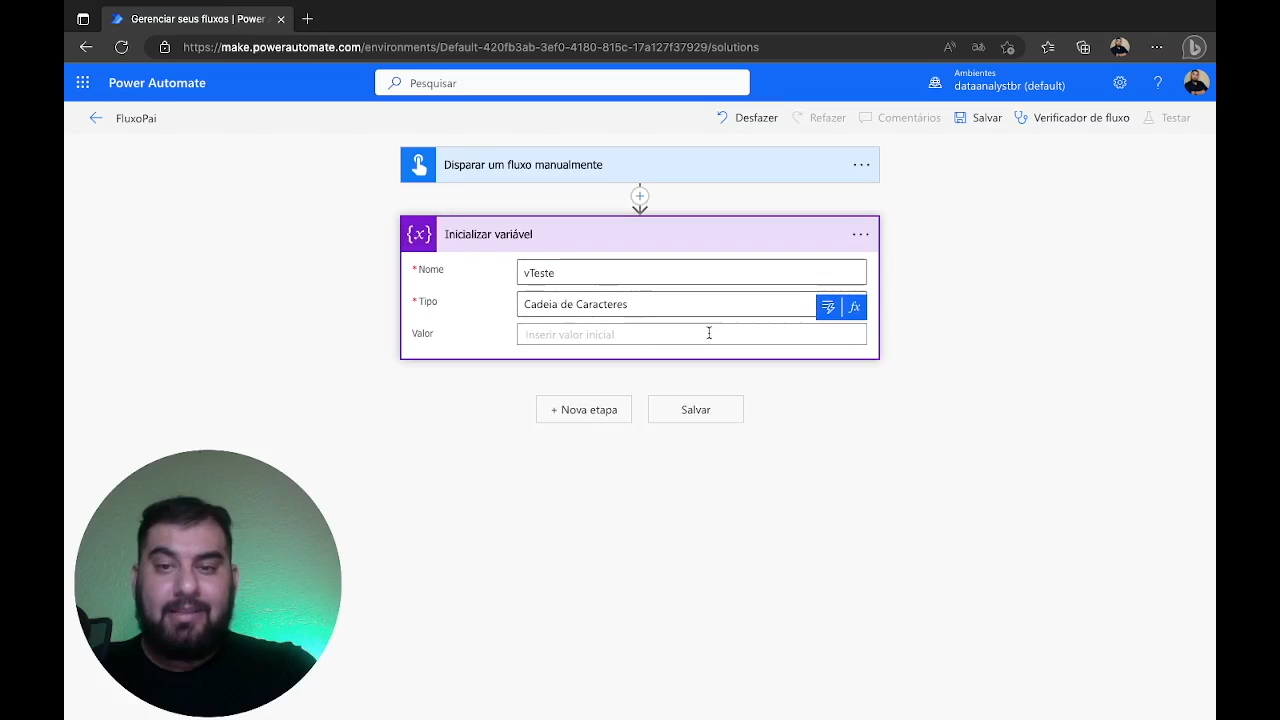 Gerenciar seus fluxos | Power
https://make.powerautomate.com/environments/Default-420fb3ab-3ef0-4180-815c-17a127f37929/solutions
Power Automate
Pesquisar
Ambientes
dataanalystbr (default)
FluxoPai
Desfazer
Refazer
Comentários
Salvar
Verificador de fluxo
Testar
Disparar um fluxo manualmente
{x} Inicializar variável
* Nome
vTeste
* Tipo
Cadeia de Caracteres
fx
Valor
Inserir valor inicial
+ Nova etapa
Salvar